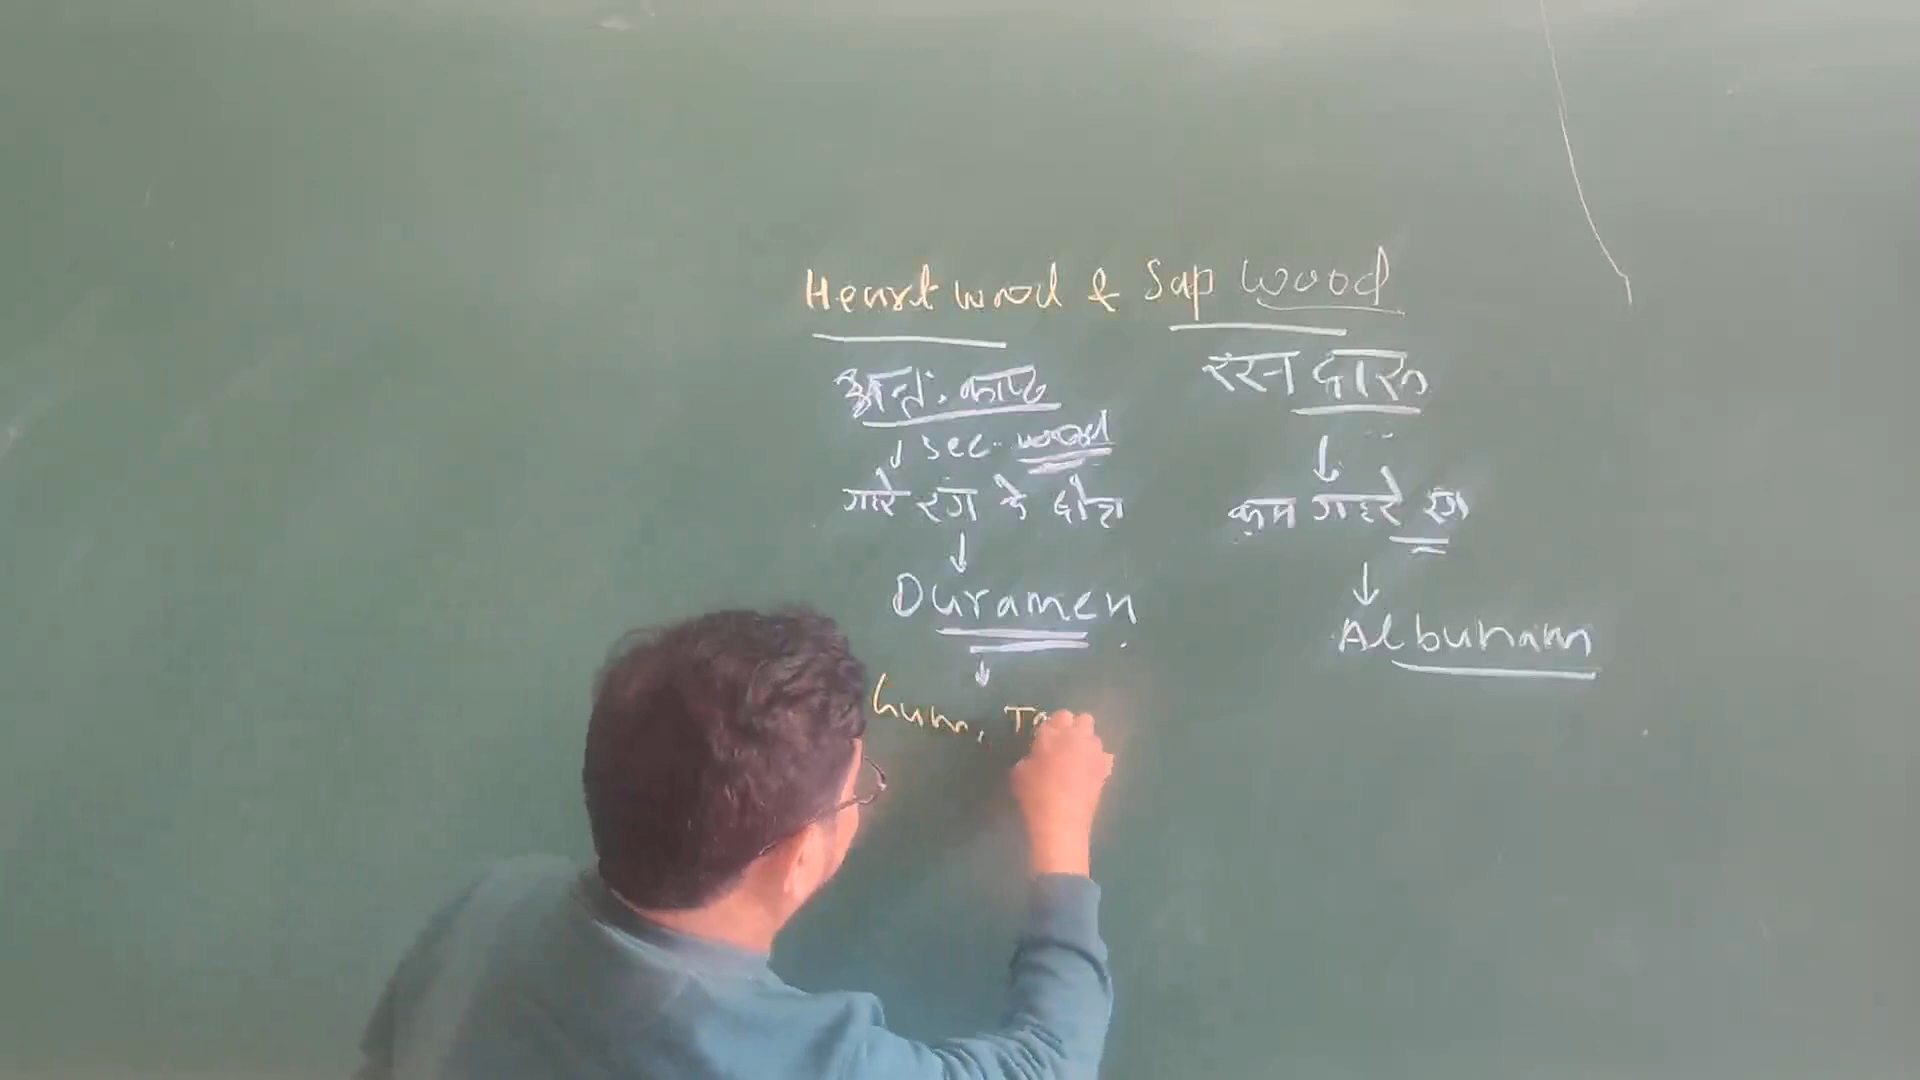 Heart wood & Sap wood
अन्तः काष्ठ
रस दारु
↓ Sec. wood
↓
गहरे रंग के क्षेत्र
कम गहरे रंग
↓
↓
Duramen
Albunam
↓
Gum,